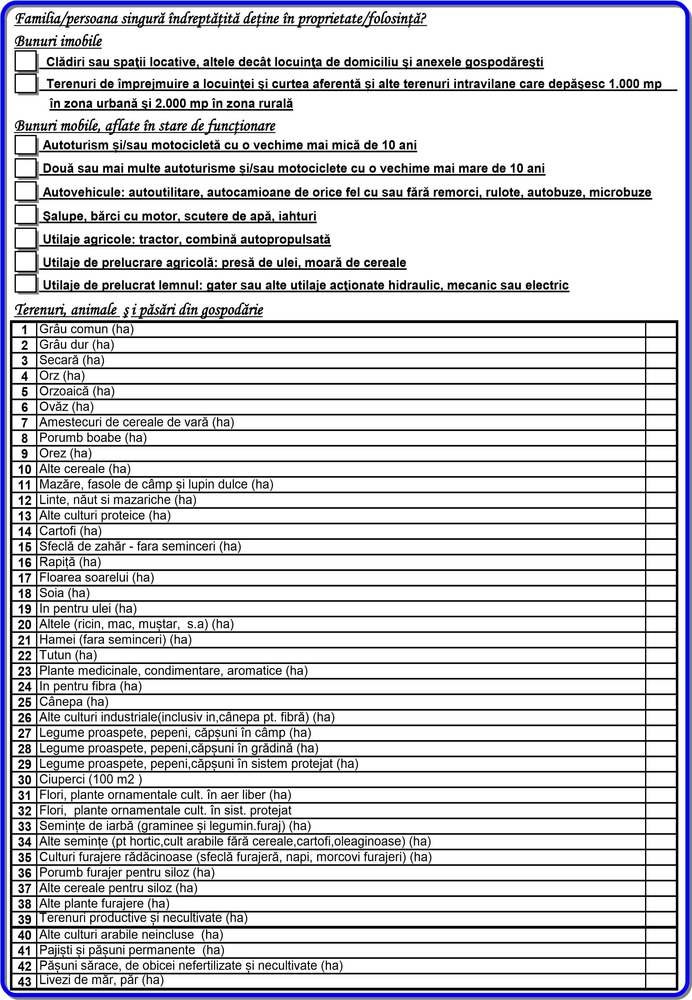 Familia/persoana singură îndreptățită deține în proprietate/folosință?
Bunuri imobile
Clădiri sau spaţii locative, altele decât locuinţa de domiciliu şi anexele gospodăreşti
Terenuri de împrejmuire a locuinţei şi curtea aferentă și alte terenuri intravilane care depăşesc 1.000 mp
în zona urbană şi 2.000 mp în zona rurală
Bunuri mobile, aflate în stare de funcționare
Autoturism și/sau motocicletă cu o vechime mai mică de 10 ani
Două sau mai multe autoturisme și/sau motociclete cu o vechime mai mare de 10 ani
Autovehicule: autoutilitare, autocamioane de orice fel cu sau fără remorci, rulote, autobuze, microbuze
Şalupe, bărci cu motor, scutere de apă, iahturi
Utilaje agricole: tractor, combină autopropulsată
Utilaje de prelucrare agricolă: presă de ulei, moară de cereale
Utilaje de prelucrat lemnul: gater sau alte utilaje acţionate hidraulic, mecanic sau electric
Terenuri, animale ş i păsări din gospodărie
1 Grâu comun (ha)
2 Grâu dur (ha)
3 Secară (ha)
4 Orz (ha)
5 Orzoaică (ha)
6 Ovăz (ha)
7 Amestecuri de cereale de vară (ha)
8 Porumb boabe (ha)
9 Orez (ha)
10 Alte cereale (ha)
11 Mazăre, fasole de câmp și lupin dulce (ha)
12 Linte, năut si mazariche (ha)
13 Alte culturi proteice (ha)
14 Cartofi (ha)
15 Sfeclă de zahăr - fara seminceri (ha)
16 Rapiță (ha)
17 Floarea soarelui (ha)
18 Soia (ha)
19 In pentru ulei (ha)
20 Altele (ricin, mac, muștar,  s.a) (ha)
21 Hamei (fara seminceri) (ha)
22 Tutun (ha)
23 Plante medicinale, condimentare, aromatice (ha)
24 In pentru fibra (ha)
25 Cânepa (ha)
26 Alte culturi industriale(inclusiv in,cânepa pt. fibră) (ha)
27 Legume proaspete, pepeni, căpșuni în câmp (ha)
28 Legume proaspete, pepeni,căpșuni în grădină (ha)
29 Legume proaspete, pepeni,căpșuni în sistem protejat (ha)
30 Ciuperci (100 m2 )
31 Flori, plante ornamentale cult. în aer liber (ha)
32 Flori,  plante ornamentale cult. în sist. protejat
33 Semințe de iarbă (graminee și legumin.furaj) (ha)
34 Alte semințe (pt hortic,cult arabile fără cereale,cartofi,oleaginoase) (ha)
35 Culturi furajere rădăcinoase (sfeclă furajeră, napi, morcovi furajeri) (ha)
36 Porumb furajer pentru siloz (ha)
37 Alte cereale pentru siloz (ha)
38 Alte plante furajere (ha)
39 Terenuri productive și necultivate (ha)
40 Alte culturi arabile neincluse  (ha)
41 Pajiști și pășuni permanente  (ha)
42 Pășuni sărace, de obicei nefertilizate și necultivate (ha)
43 Livezi de măr, păr (ha)